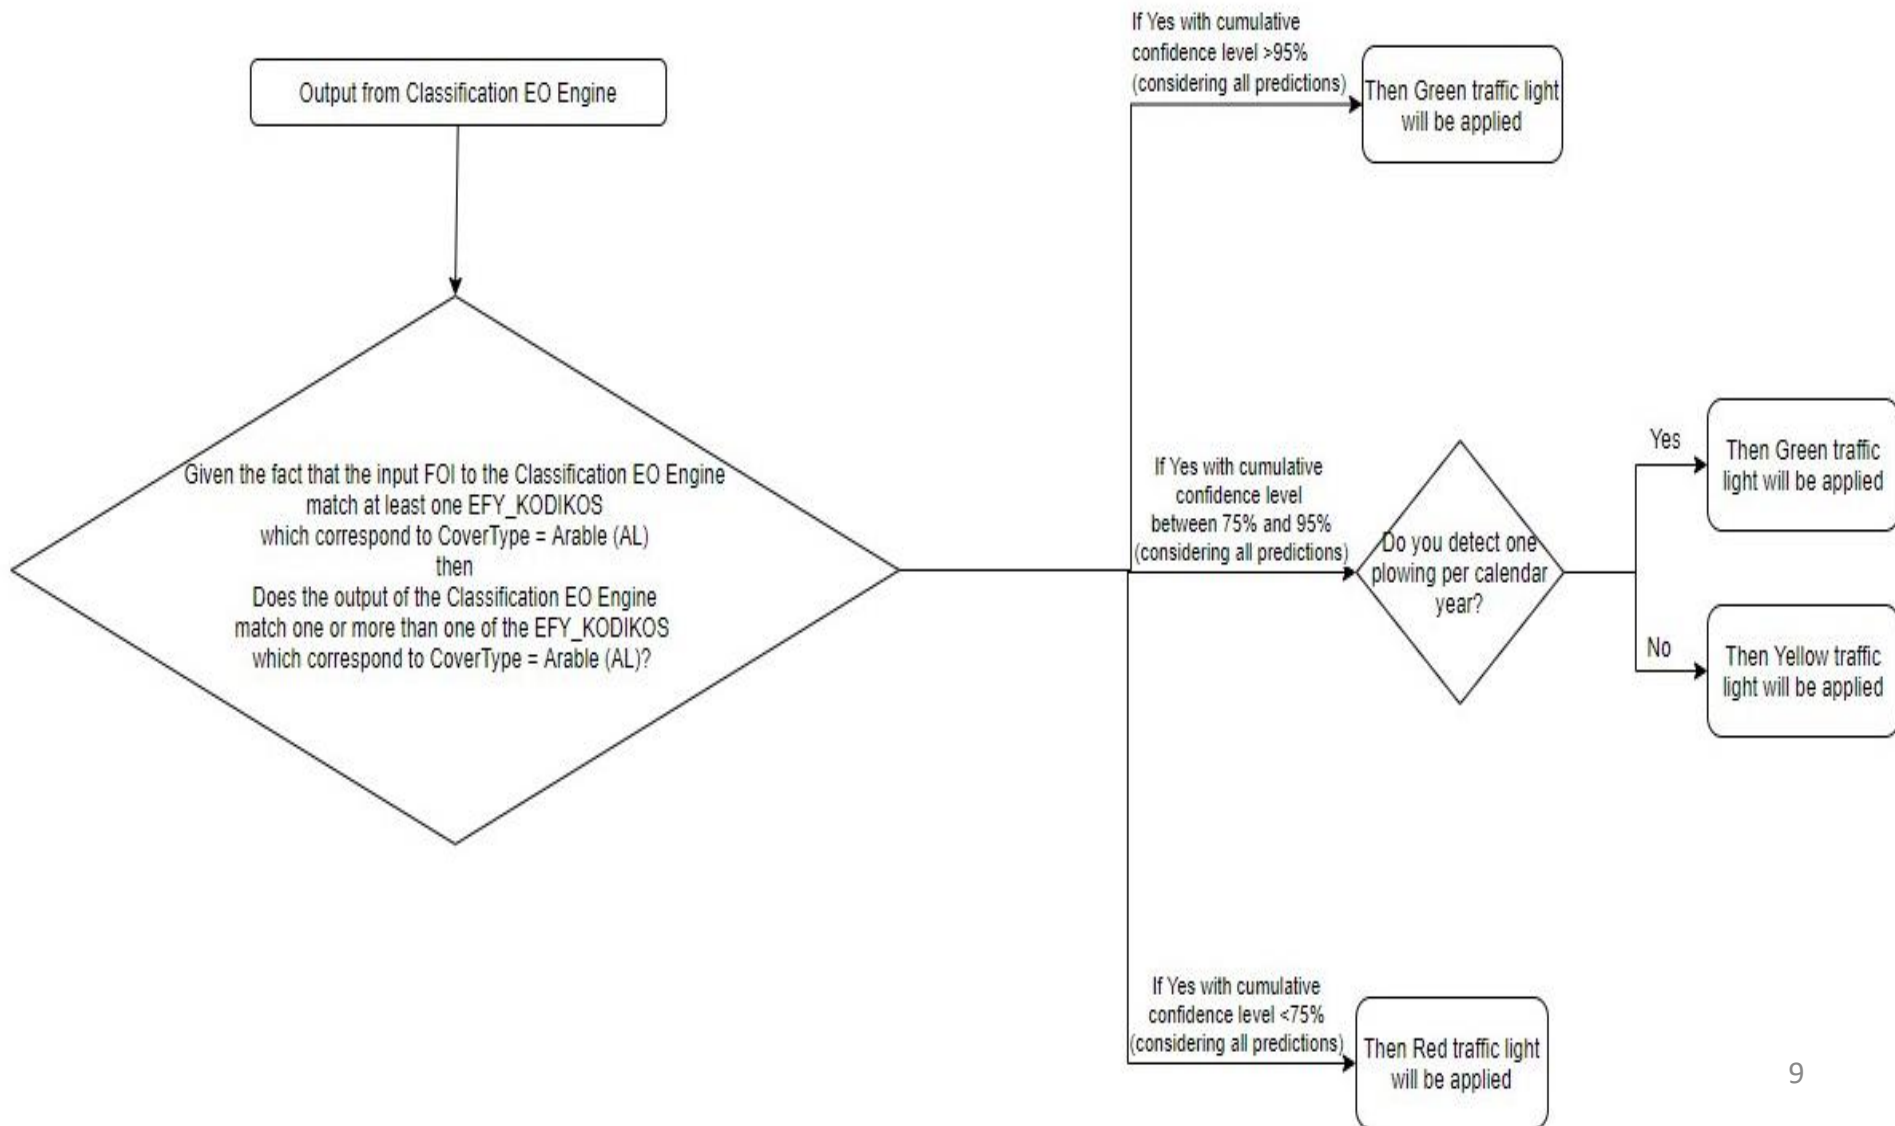 Output from Classification EO Engine
Given the fact that the input FOI to the Classification EO Engine
match at least one EFY_KODIKOS
which correspond to CoverType = Arable (AL)
then
Does the output of the Classification EO Engine
match one or more than one of the EFY_KODIKOS
which correspond to CoverType = Arable (AL)?
If Yes with cumulative
confidence level >95%
(considering all predictions)
Then Green traffic light
will be applied
If Yes with cumulative
confidence level
between 75% and 95%
(considering all predictions)
Do you detect one
plowing per calendar
year?
Yes
Then Green traffic
light will be applied
No
Then Yellow traffic
light will be applied
If Yes with cumulative
confidence level <75%
(considering all predictions)
Then Red traffic light
will be applied
9